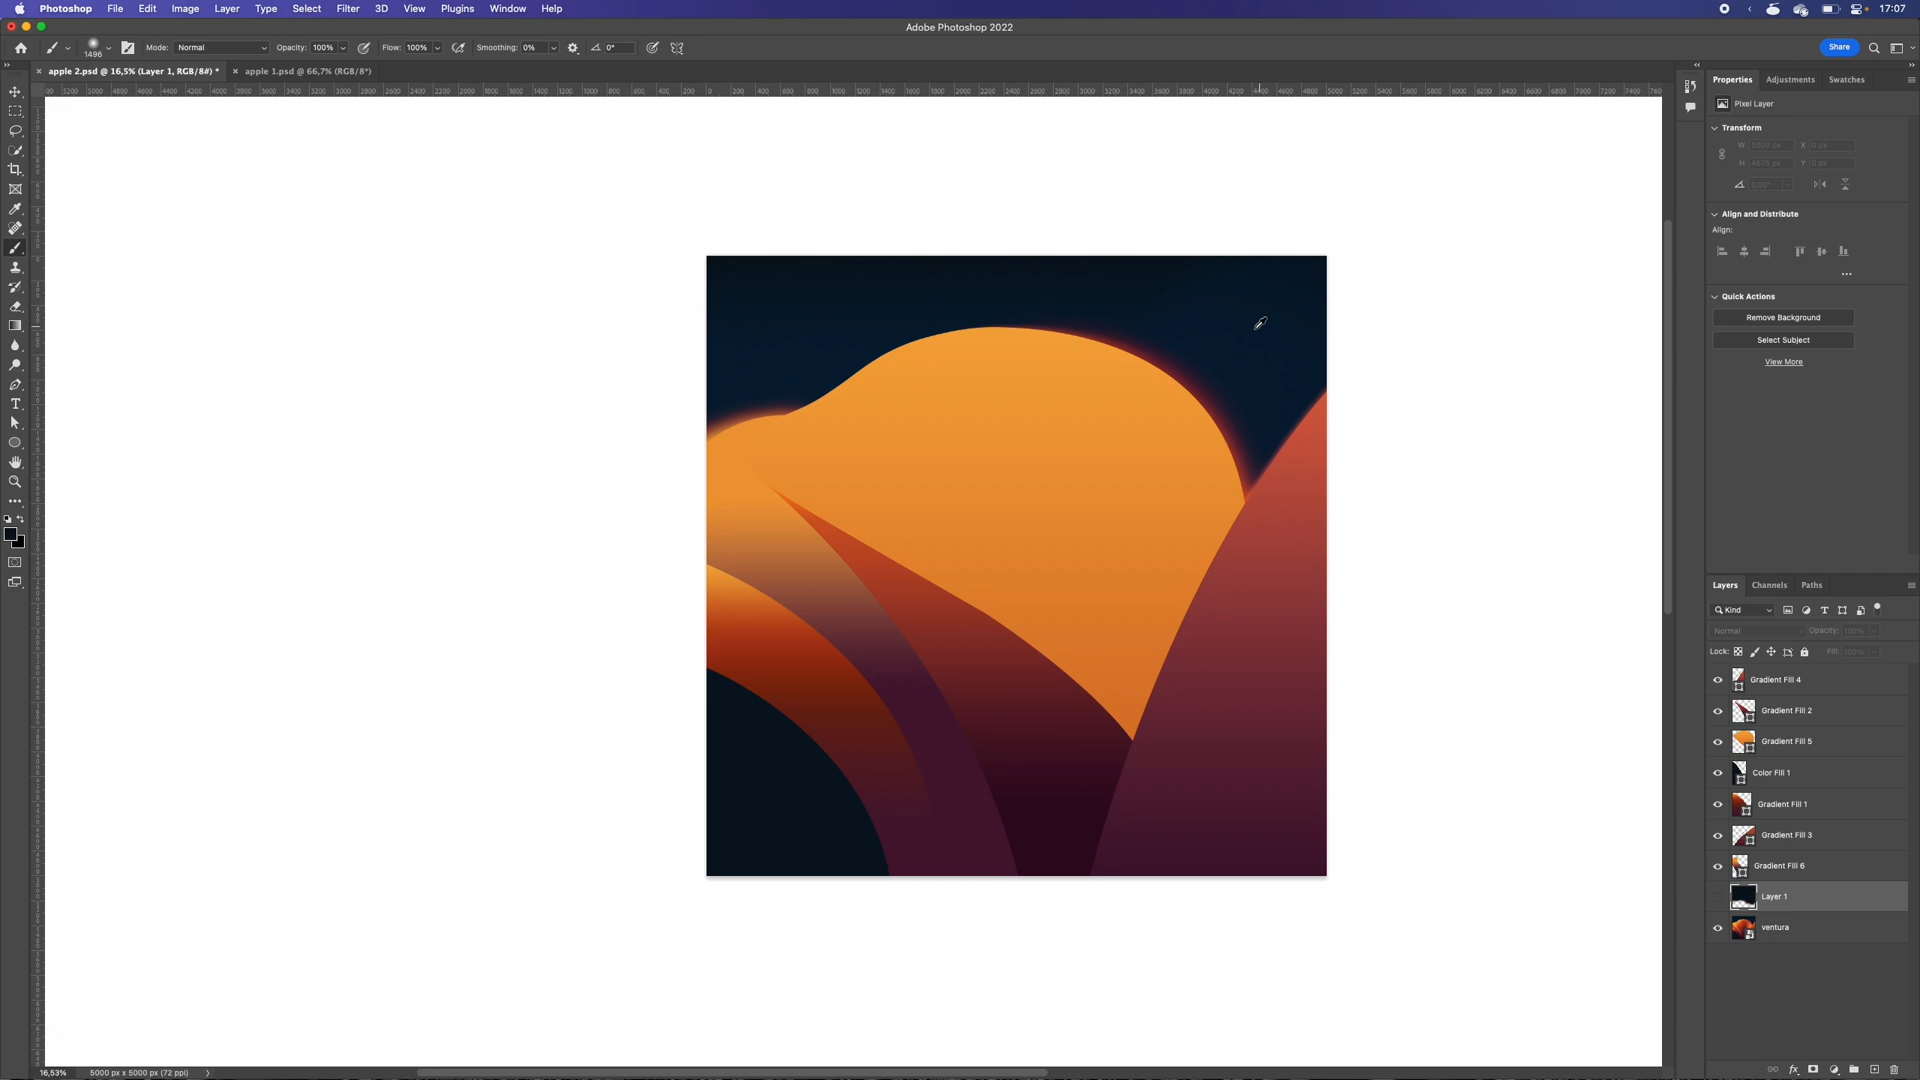 Photoshop File Edit Image Layer Type Select Filter 3D View Plugins Window Help 17:07
Adobe Photoshop 2022
1496 Mode: Normal Opacity: 100% Flow: 100% Smoothing: 0% 0° Share
apple 2.psd @ 16,5% (Layer 1, RGB/8#) * apple 1.psd @ 66,7% (RGB/8*)
Properties Adjustments Swatches
Pixel Layer
Transform
W 5000 px X 0 px
H 4575 px Y 0 px
0,00°
Align and Distribute
Align:
Quick Actions
Remove Background
Select Subject
View More
Layers Channels Paths
Kind
Normal Opacity: 100%
Lock: Fill: 100%
Gradient Fill 4
Gradient Fill 2
Gradient Fill 5
Color Fill 1
Gradient Fill 1
Gradient Fill 3
Gradient Fill 6
Layer 1
ventura
16,53% 5000 px x 5000 px (72 ppi)